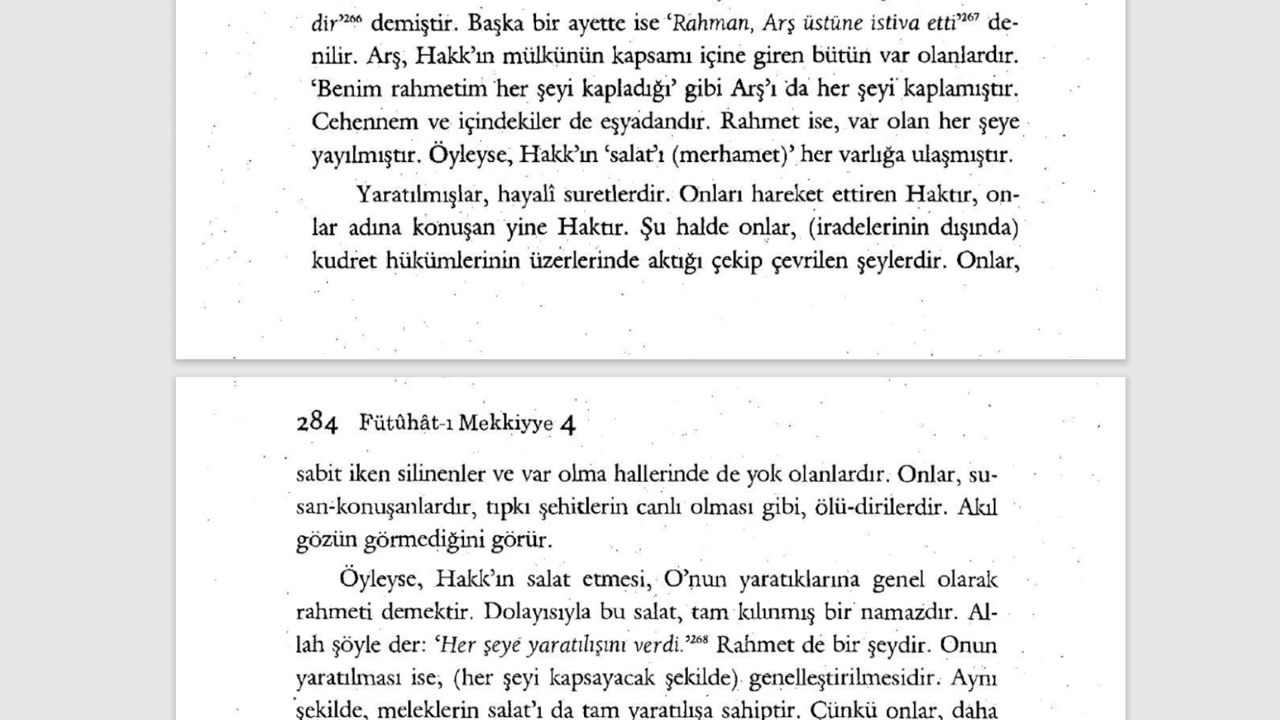 dir’²⁶⁶ demiştir. Başka bir ayette ise ‘Rahman, Arş üstüne istiva etti’²⁶⁷ de-
nilir. Arş, Hakk’ın mülkünün kapsamı içine giren bütün var olanlardır.
‘Benim rahmetim her şeyi kapladığı’ gibi Arş’ı da her şeyi kaplamıştır.
Cehennem ve içindekiler de eşyadandır. Rahmet ise, var olan her şeye
yayılmıştır. Öyleyse, Hakk’ın ‘salat’ı (merhamet)’ her varlığa ulaşmıştır.
Yaratılmışlar, hayalî suretlerdir. Onları hareket ettiren Haktır, on-
lar adına konuşan yine Haktır. Şu halde onlar, (iradelerinin dışında)
kudret hükümlerinin üzerlerinde aktığı çekip çevrilen şeylerdir. Onlar,
284 Fütûhât-ı Mekkiyye 4
sabit iken silinenler ve var olma hallerinde de yok olanlardır. Onlar, su-
san-konuşanlardır, tıpkı şehitlerin canlı olması gibi, ölü-dirilerdir. Akıl
gözün görmediğini görür.
Öyleyse, Hakk’ın salat etmesi, O’nun yaratıklarına genel olarak
rahmeti demektir. Dolayısıyla bu salat, tam kılınmış bir namazdır. Al-
lah şöyle der: ‘Her şeye yaratılışını verdi.’²⁶⁸ Rahmet de bir şeydir. Onun
yaratılması ise, (her şeyi kapsayacak şekilde) genelleştirilmesidir. Aynı
şekilde, meleklerin salat’ı da tam yaratılışa sahiptir. Çünkü onlar, daha